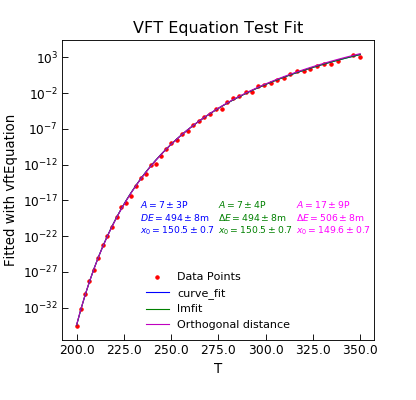 VFT Equation Test Fit
Fitted with vftEquation
10³
10⁻²
10⁻⁷
10⁻¹²
10⁻¹⁷
10⁻²²
10⁻²⁷
10⁻³²
A = 7 ± 3P
DE = 494 ± 8m
x₀ = 150.5 ± 0.7
A = 7 ± 4P
ΔE = 494 ± 8m
x₀ = 150.5 ± 0.7
A = 17 ± 9P
ΔE = 506 ± 8m
x₀ = 149.6 ± 0.7
Data Points
curve_fit
lmfit
Orthogonal distance
200.0 225.0 250.0 275.0 300.0 325.0 350.0
T